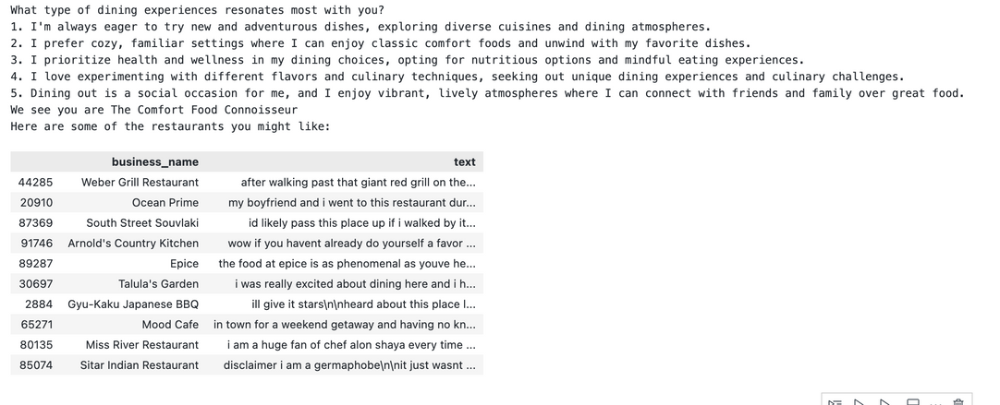 What type of dining experiences resonates most with you?
1. I'm always eager to try new and adventurous dishes, exploring diverse cuisines and dining atmospheres.
2. I prefer cozy, familiar settings where I can enjoy classic comfort foods and unwind with my favorite dishes.
3. I prioritize health and wellness in my dining choices, opting for nutritious options and mindful eating experiences.
4. I love experimenting with different flavors and culinary techniques, seeking out unique dining experiences and culinary challenges.
5. Dining out is a social occasion for me, and I enjoy vibrant, lively atmospheres where I can connect with friends and family over great food.
We see you are The Comfort Food Connoisseur
Here are some of the restaurants you might like:
business_name text
44285 Weber Grill Restaurant after walking past that giant red grill on the...
20910 Ocean Prime my boyfriend and i went to this restaurant dur...
87369 South Street Souvlaki id likely pass this place up if i walked by it...
91746 Arnold's Country Kitchen wow if you havent already do yourself a favor ...
89287 Epice the food at epice is as phenomenal as youve he...
30697 Talula's Garden i was really excited about dining here and i h...
2884 Gyu-Kaku Japanese BBQ ill give it stars\n\nheard about this place l...
65271 Mood Cafe in town for a weekend getaway and having no kn...
80135 Miss River Restaurant i am a huge fan of chef alon shaya every time ...
85074 Sitar Indian Restaurant disclaimer i am a germaphobe\n\nit just wasnt ...